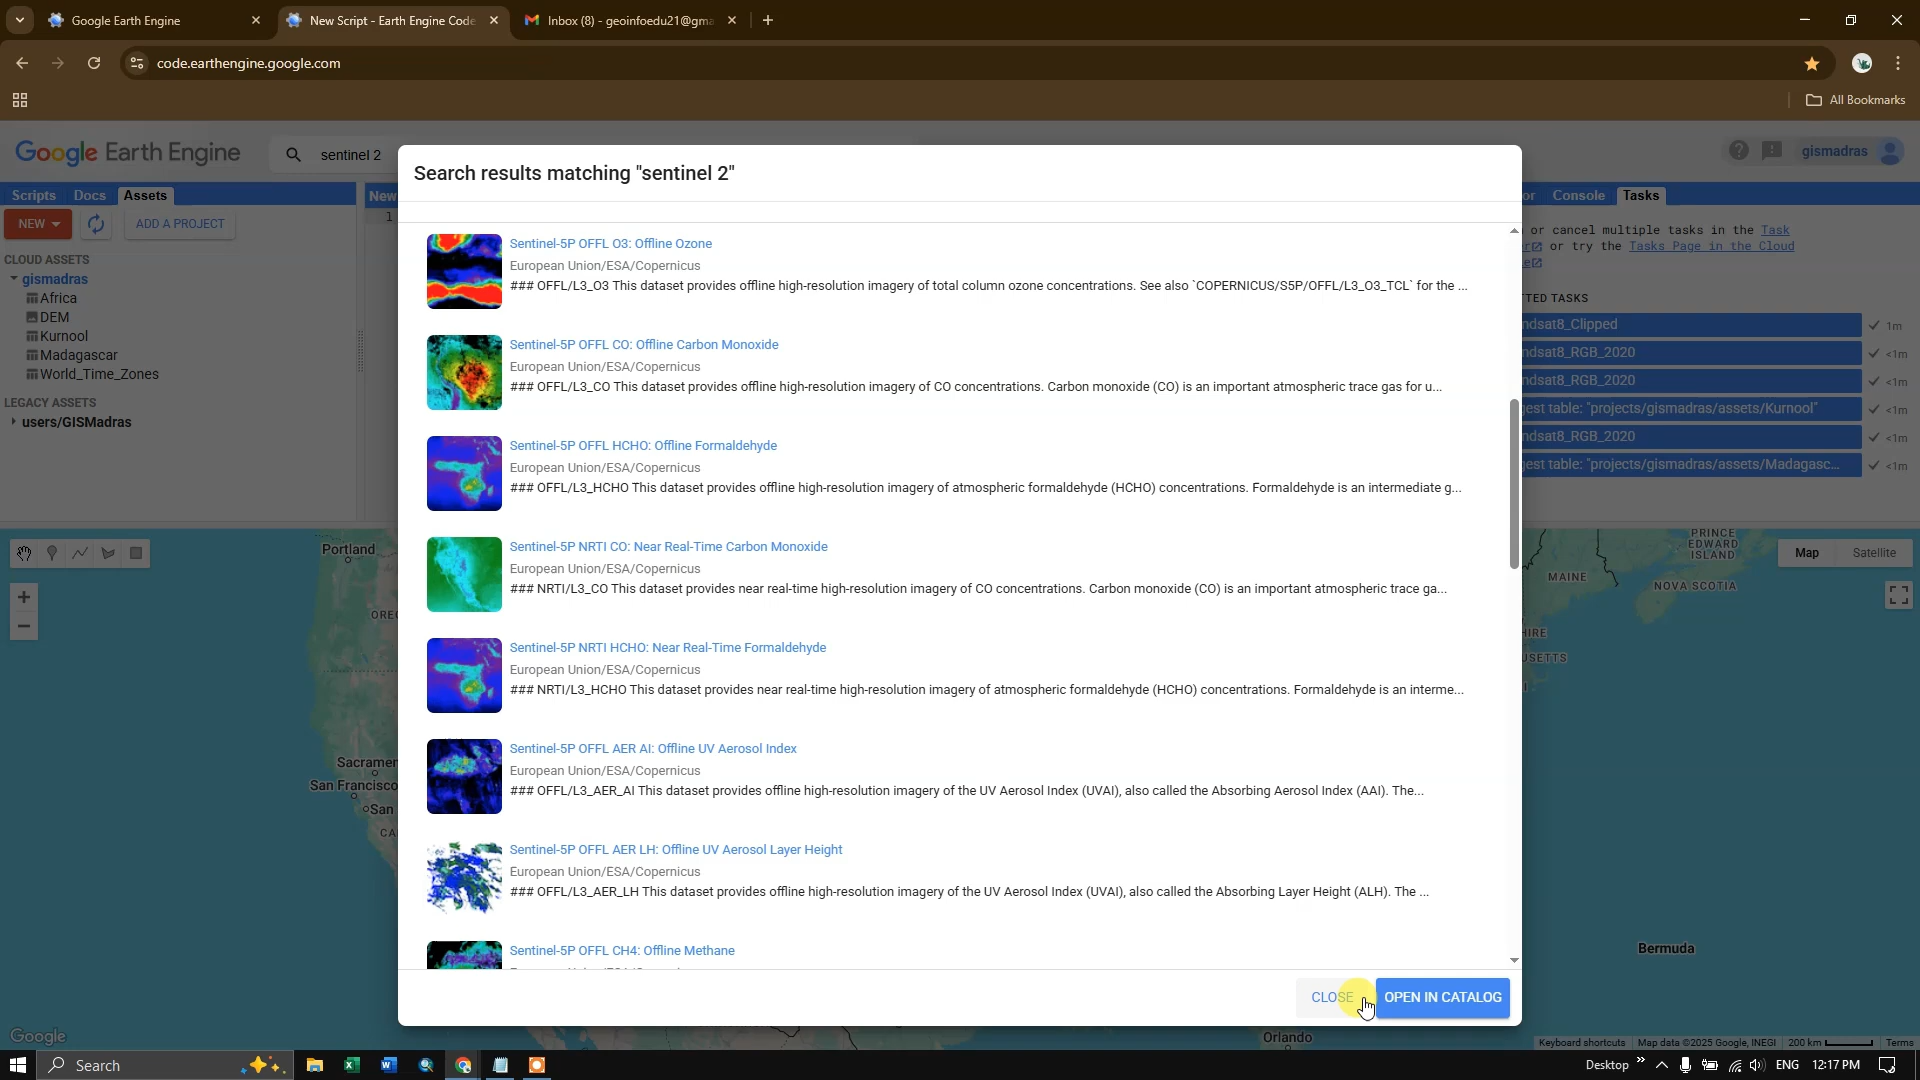 Google Earth Engine
New Script - Earth Engine Code
Inbox (8) - geoinfoedu21@gma
code.earthengine.google.com
All Bookmarks
Google Earth Engine
sentinel 2
gismadras
Search results matching "sentinel 2"
Scripts
Docs
Assets
New
or
Console
Tasks
NEW
ADD A PROJECT
1
CLOUD ASSETS
gismadras
Africa
DEM
Kurnool
Madagascar
World_Time_Zones
LEGACY ASSETS
users/GISMadras
Sentinel-5P OFFL O3: Offline Ozone
European Union/ESA/Copernicus
### OFFL/L3_O3 This dataset provides offline high-resolution imagery of total column ozone concentrations. See also `COPERNICUS/S5P/OFFL/L3_O3_TCL` for the ...
Sentinel-5P OFFL CO: Offline Carbon Monoxide
European Union/ESA/Copernicus
### OFFL/L3_CO This dataset provides offline high-resolution imagery of CO concentrations. Carbon monoxide (CO) is an important atmospheric trace gas for u...
Sentinel-5P OFFL HCHO: Offline Formaldehyde
European Union/ESA/Copernicus
### OFFL/L3_HCHO This dataset provides offline high-resolution imagery of atmospheric formaldehyde (HCHO) concentrations. Formaldehyde is an intermediate g...
Sentinel-5P NRTI CO: Near Real-Time Carbon Monoxide
European Union/ESA/Copernicus
### NRTI/L3_CO This dataset provides near real-time high-resolution imagery of CO concentrations. Carbon monoxide (CO) is an important atmospheric trace ga...
Sentinel-5P NRTI HCHO: Near Real-Time Formaldehyde
European Union/ESA/Copernicus
### NRTI/L3_HCHO This dataset provides near real-time high-resolution imagery of atmospheric formaldehyde (HCHO) concentrations. Formaldehyde is an interme...
Sentinel-5P OFFL AER AI: Offline UV Aerosol Index
European Union/ESA/Copernicus
### OFFL/L3_AER_AI This dataset provides offline high-resolution imagery of the UV Aerosol Index (UVAI), also called the Absorbing Aerosol Index (AAI). The...
Sentinel-5P OFFL AER LH: Offline UV Aerosol Layer Height
European Union/ESA/Copernicus
### OFFL/L3_AER_LH This dataset provides offline high-resolution imagery of the UV Aerosol Index (UVAI), also called the Absorbing Layer Height (ALH). The ...
Sentinel-5P OFFL CH4: Offline Methane
CLOSE
OPEN IN CATALOG
or cancel multiple tasks in the Task
or try the Tasks Page in the Cloud
TED TASKS
ndsat8_Clipped
1m
ndsat8_RGB_2020
<1m
ndsat8_RGB_2020
<1m
gest table: "projects/gismadras/assets/Kurnool"
<1m
ndsat8_RGB_2020
<1m
gest table: "projects/gismadras/assets/Madagasc...
<1m
Portland
OREG
Sacramen
San Francisco
San
CA
PRINCE
EDWARD
ISLAND
MAINE
NOVA SCOTIA
HIRE
USETTS
Map
Satellite
Bermuda
Orlando
Google
Keyboard shortcuts
Map data ©2025 Google, INEGI
200 km
Terms
Search
Desktop
ENG
12:17 PM